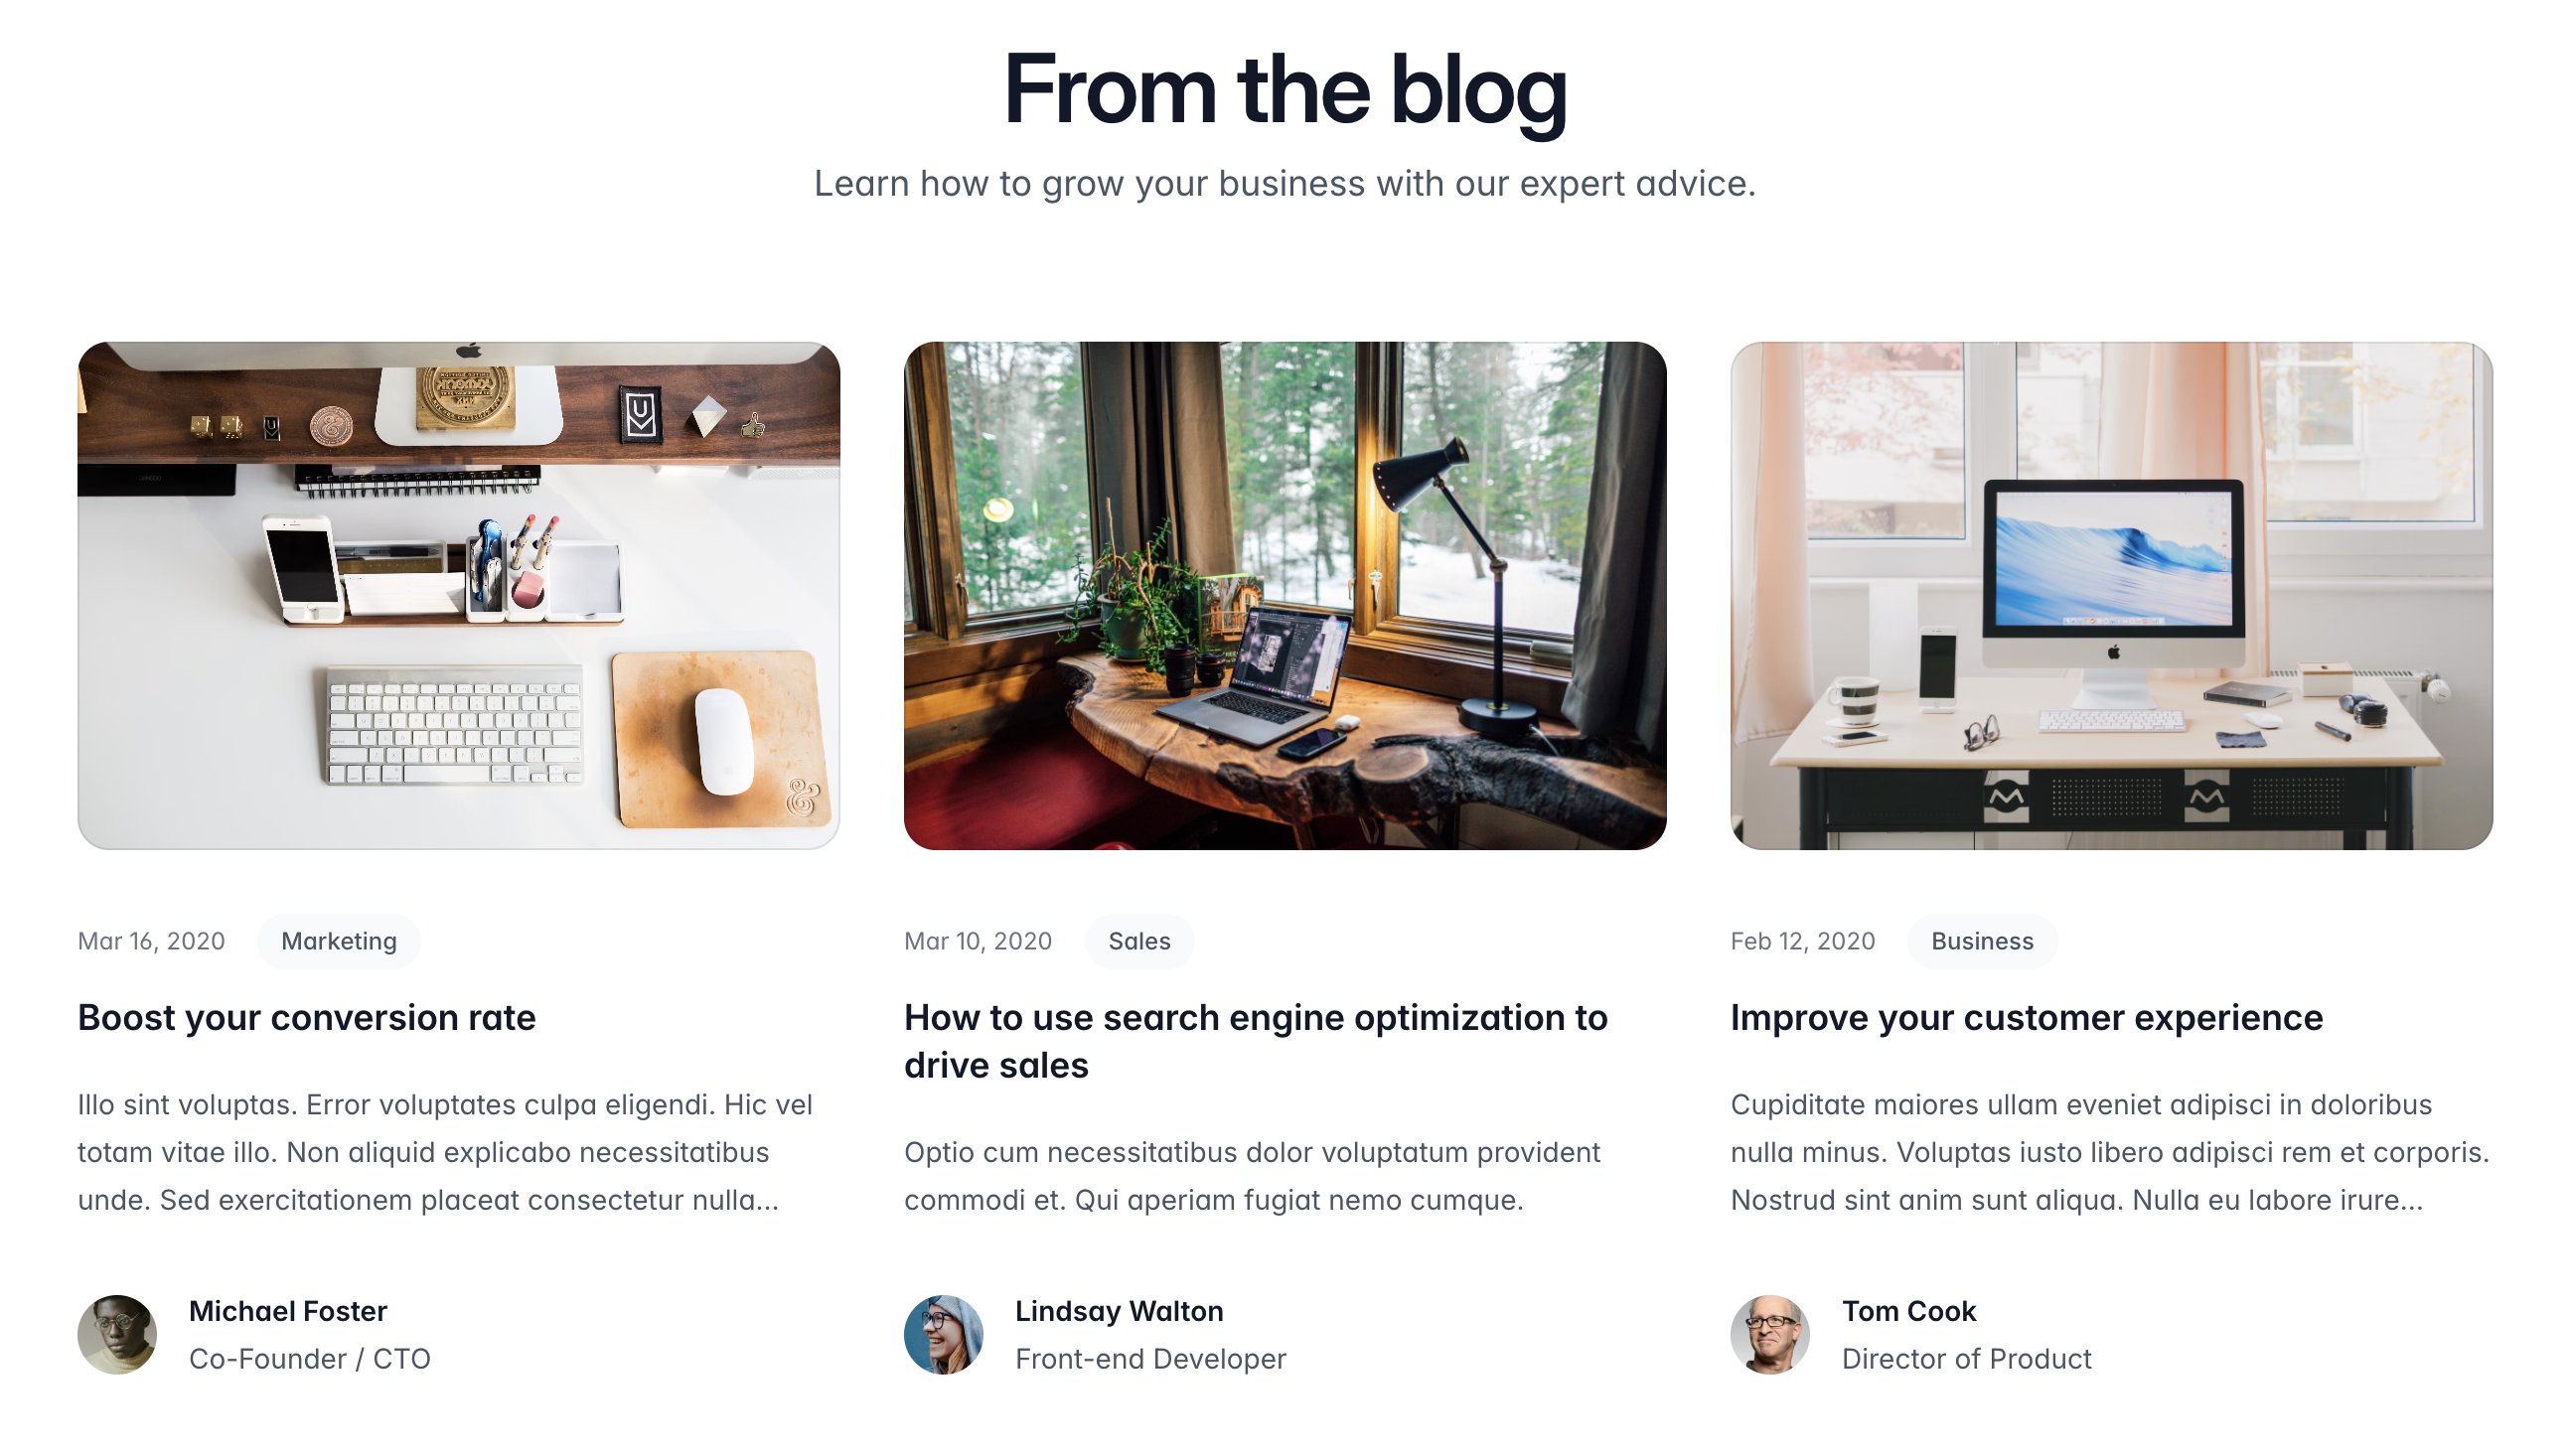 From the blog
Learn how to grow your business with our expert advice.
Mar 16, 2020 Marketing
Boost your conversion rate
Illo sint voluptas. Error voluptates culpa eligendi. Hic vel
totam vitae illo. Non aliquid explicabo necessitatibus
unde. Sed exercitationem placeat consectetur nulla...
Michael Foster
Co-Founder / CTO
Mar 10, 2020 Sales
How to use search engine optimization to
drive sales
Optio cum necessitatibus dolor voluptatum provident
commodi et. Qui aperiam fugiat nemo cumque.
Lindsay Walton
Front-end Developer
Feb 12, 2020 Business
Improve your customer experience
Cupiditate maiores ullam eveniet adipisci in doloribus
nulla minus. Voluptas iusto libero adipisci rem et corporis.
Nostrud sint anim sunt aliqua. Nulla eu labore irure...
Tom Cook
Director of Product